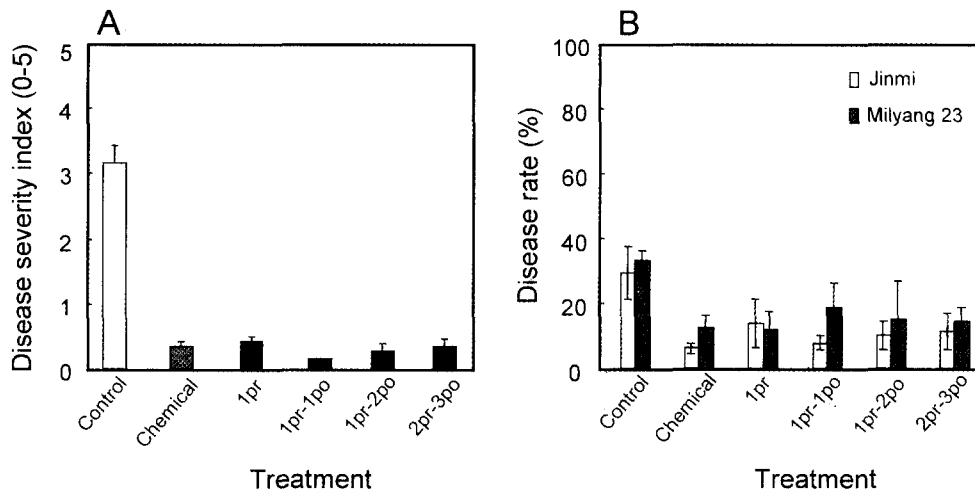 A
Disease severity index (0-5)
5
4
3
2
1
0
Control
Chemical
1pr
1pr-1po
1pr-2po
2pr-3po
Treatment
B
Disease rate (%)
100
80
60
40
20
0
Jinmi
Milyang 23
Control
Chemical
1pr
1pr-1po
1pr-2po
2pr-3po
Treatment